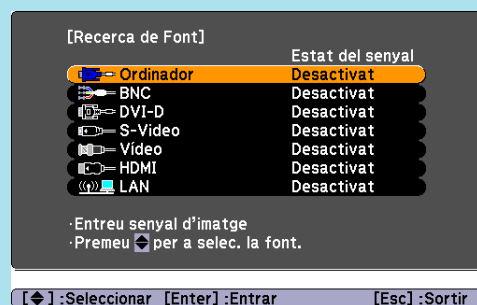 [Recerca de Font]
Estat del senyal
Ordinador Desactivat
BNC Desactivat
DVI-D Desactivat
S-Video Desactivat
Vídeo Desactivat
HDMI Desactivat
LAN Desactivat
·Entreu senyal d'imatge
·Premeu per a selec. la font.
[ ] :Seleccionar [Enter] :Entrar [Esc] :Sortir